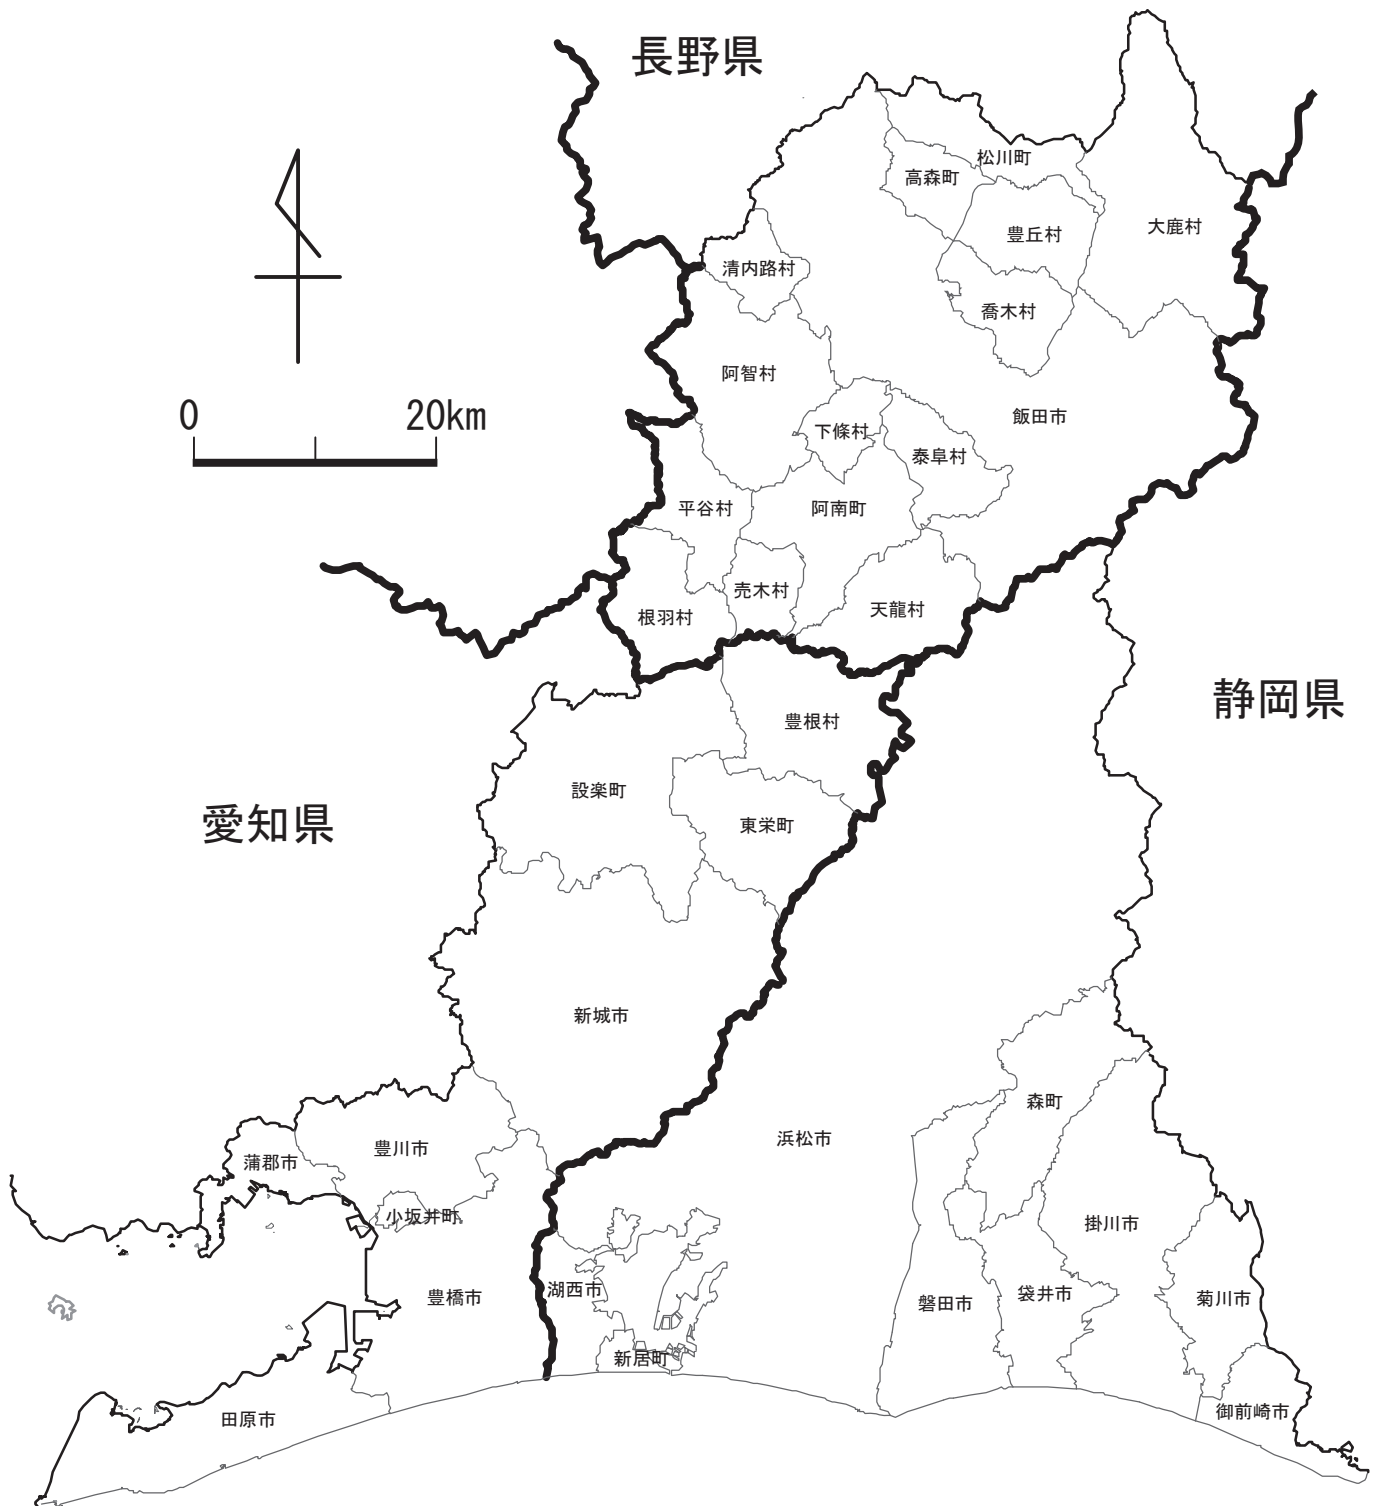 長野県
松川町
高森町
大鹿村
豊丘村
清内路村
喬木村
阿智村
0 20km
飯田市
下條村
泰阜村
平谷村
阿南町
売木村
天龍村
根羽村
静岡県
豊根村
設楽町
愛知県
東栄町
新城市
森町
浜松市
豊川市
蒲郡市
小坂井町
掛川市
湖西市
豊橋市
袋井市
菊川市
磐田市
新居町
御前崎市
田原市